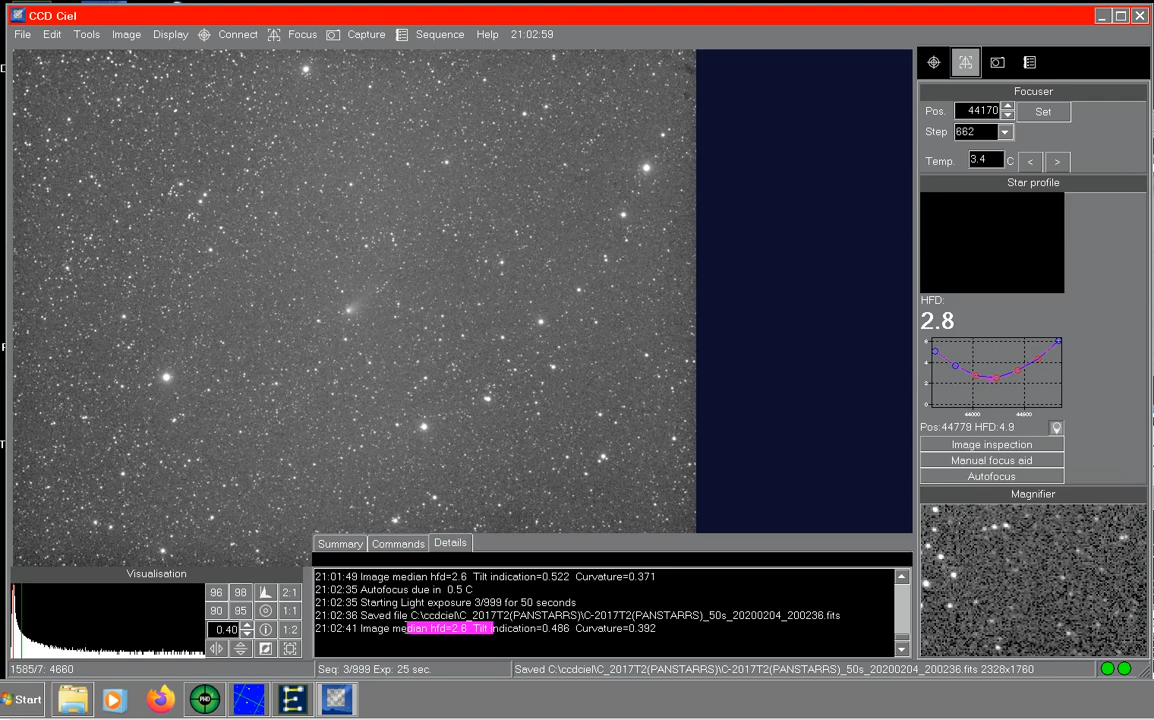 CCD Ciel
File Edit Tools Image Display Connect Focus Capture Sequence Help 21:02:59
Focuser
Pos. 44170 Set
Step 662
Temp. 3.4 C < >
Star profile
HFD:
2.8
6
4
2
0
44000 44900
Pos:44779 HFD:4.9
Image inspection
Manual focus aid
Autofocus
Magnifier
Summary Commands Details
21:01:49 Image median hfd=2.6 Tilt indication=0.522 Curvature=0.371
21:02:35 Autofocus due in 0.5 C
21:02:35 Starting Light exposure 3/999 for 50 seconds
21:02:36 Saved file C:\ccdciel\C_2017T2(PANSTARRS)\C-2017T2(PANSTARRS)_50s_20200204_200236.fits
21:02:41 Image median hfd=2.8 Tilt indication=0.486 Curvature=0.392
Visualisation
96 98 2:1
90 95 1:1
0.40 1:2
1585/7: 4660
Seq: 3/999 Exp: 25 sec.
Saved C:\ccdciel\C_2017T2(PANSTARRS)\C-2017T2(PANSTARRS)_50s_20200204_200236.fits 2328x1760
Start
PHD